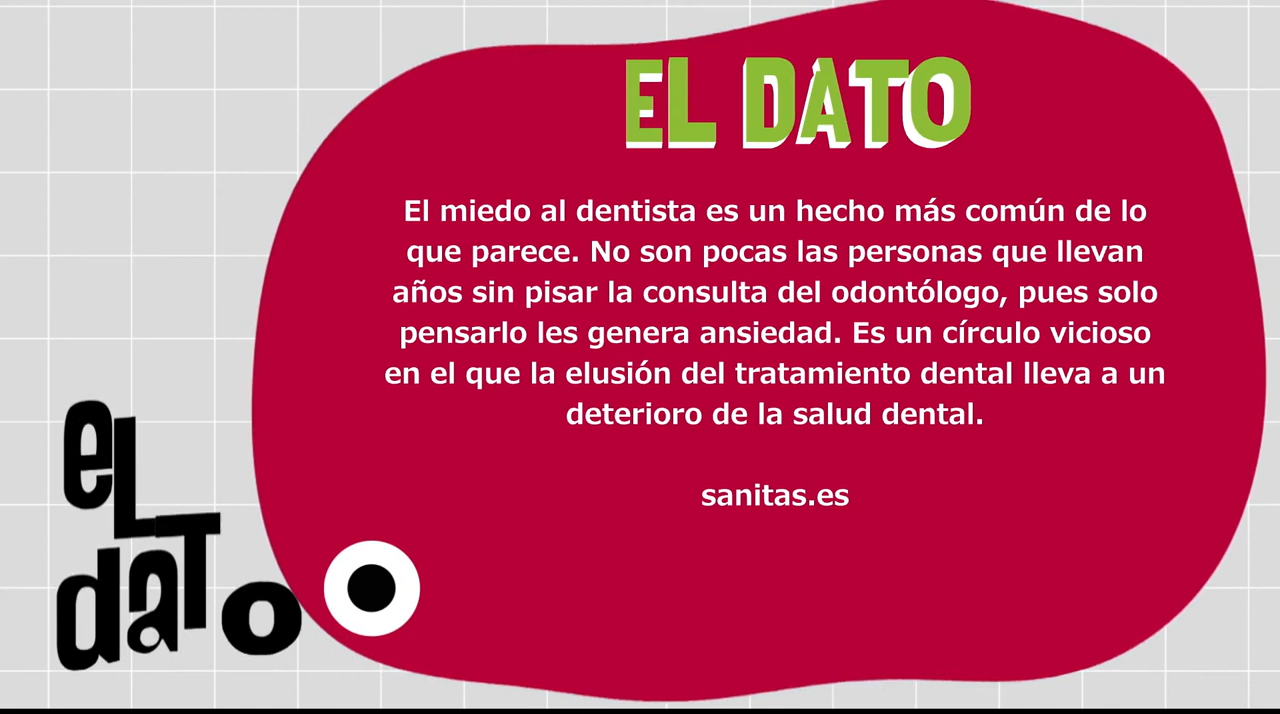 EL DATO
El miedo al dentista es un hecho más común de lo
que parece. No son pocas las personas que llevan
años sin pisar la consulta del odontólogo, pues solo
pensarlo les genera ansiedad. Es un círculo vicioso
en el que la elusión del tratamiento dental lleva a un
deterioro de la salud dental.
sanitas.es
eL
daTo